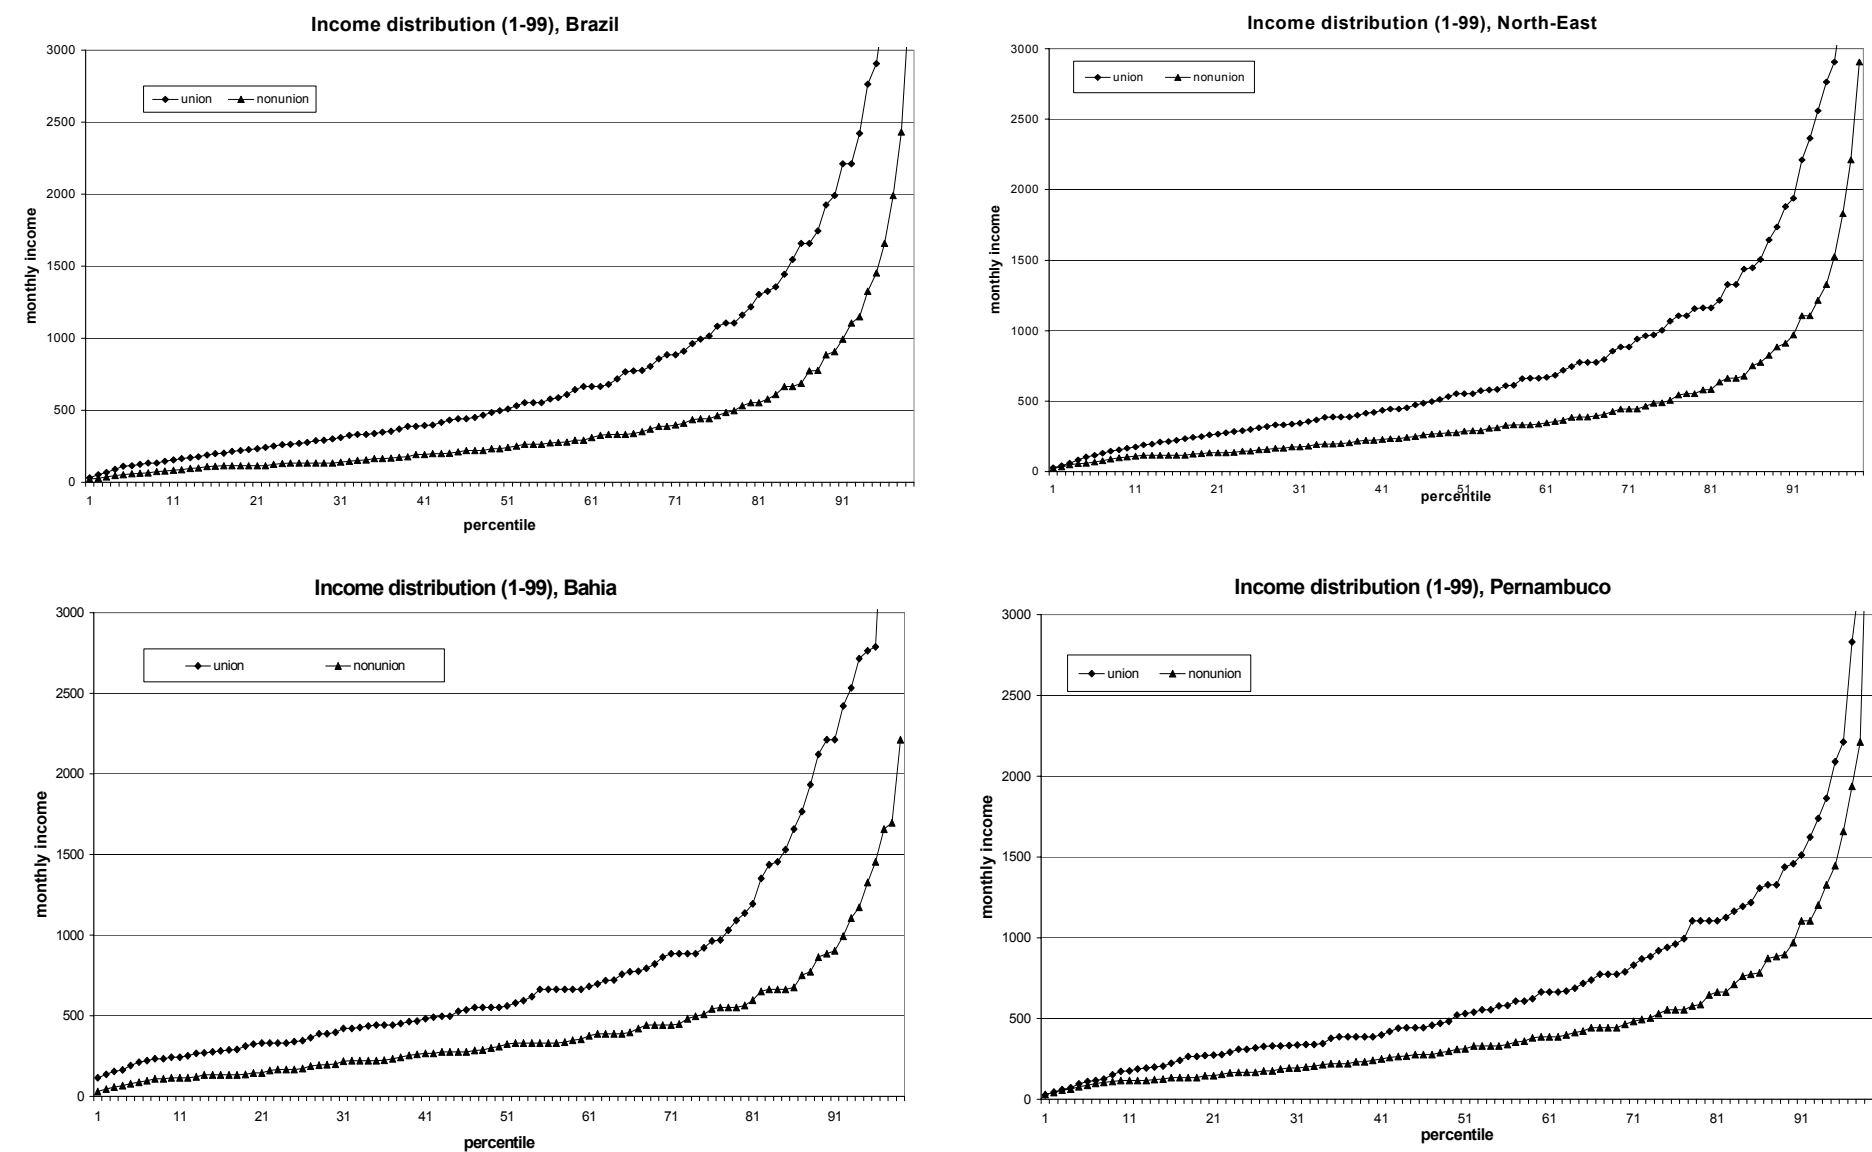 Income distribution (1-99), Brazil
3000
2500
2000
1500
1000
500
0
monthly income
union nonunion
1 11 21 31 41 51 61 71 81 91
percentile
Income distribution (1-99), North-East
3000
2500
2000
1500
1000
500
0
monthly income
union nonunion
1 11 21 31 41 51 61 71 81 91
percentile
Income distribution (1-99), Bahia
3000
2500
2000
1500
1000
500
0
monthly income
union nonunion
1 11 21 31 41 51 61 71 81 91
percentile
Income distribution (1-99), Pernambuco
3000
2500
2000
1500
1000
500
0
monthly income
union nonunion
1 11 21 31 41 51 61 71 81 91
percentile